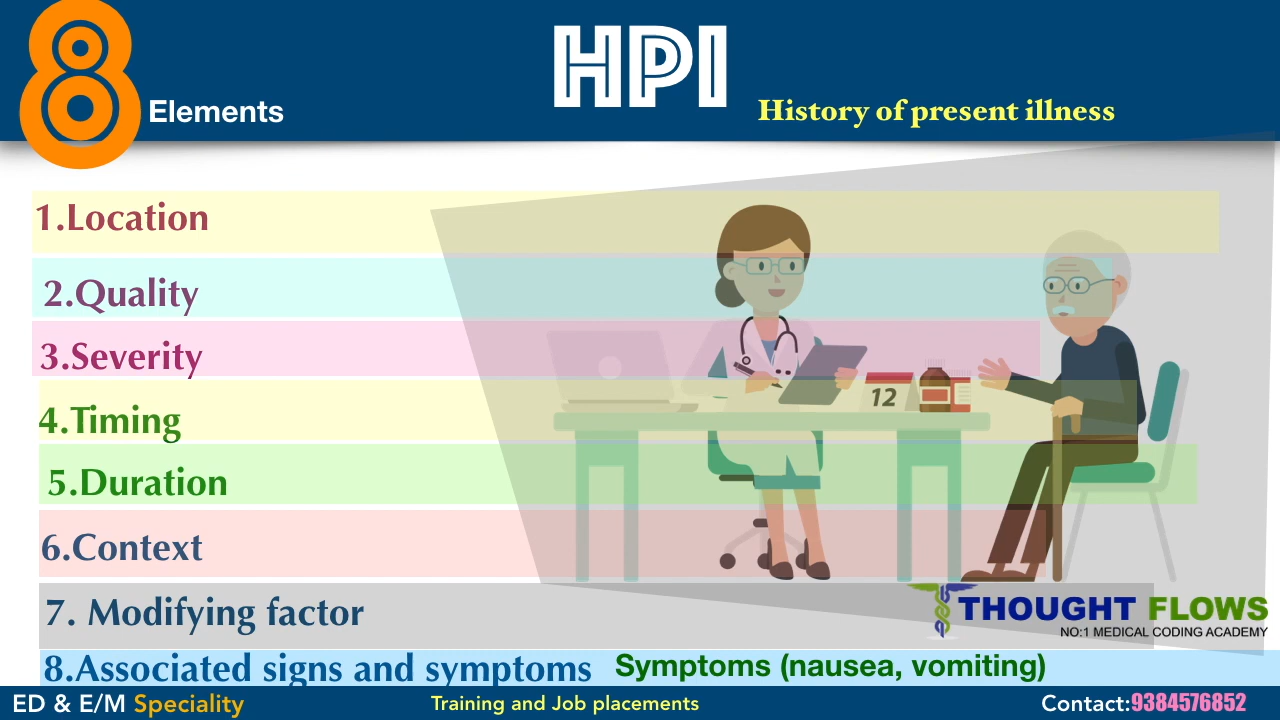 8
Elements
HPI
History of present illness
1.Location
2.Quality
3.Severity
4.Timing
5.Duration
6.Context
7. Modifying factor
8.Associated signs and symptoms Symptoms (nausea, vomiting)
12
THOUGHT FLOWS
NO:1 MEDICAL CODING ACADEMY
ED & E/M Speciality Training and Job placements Contact:9384576852